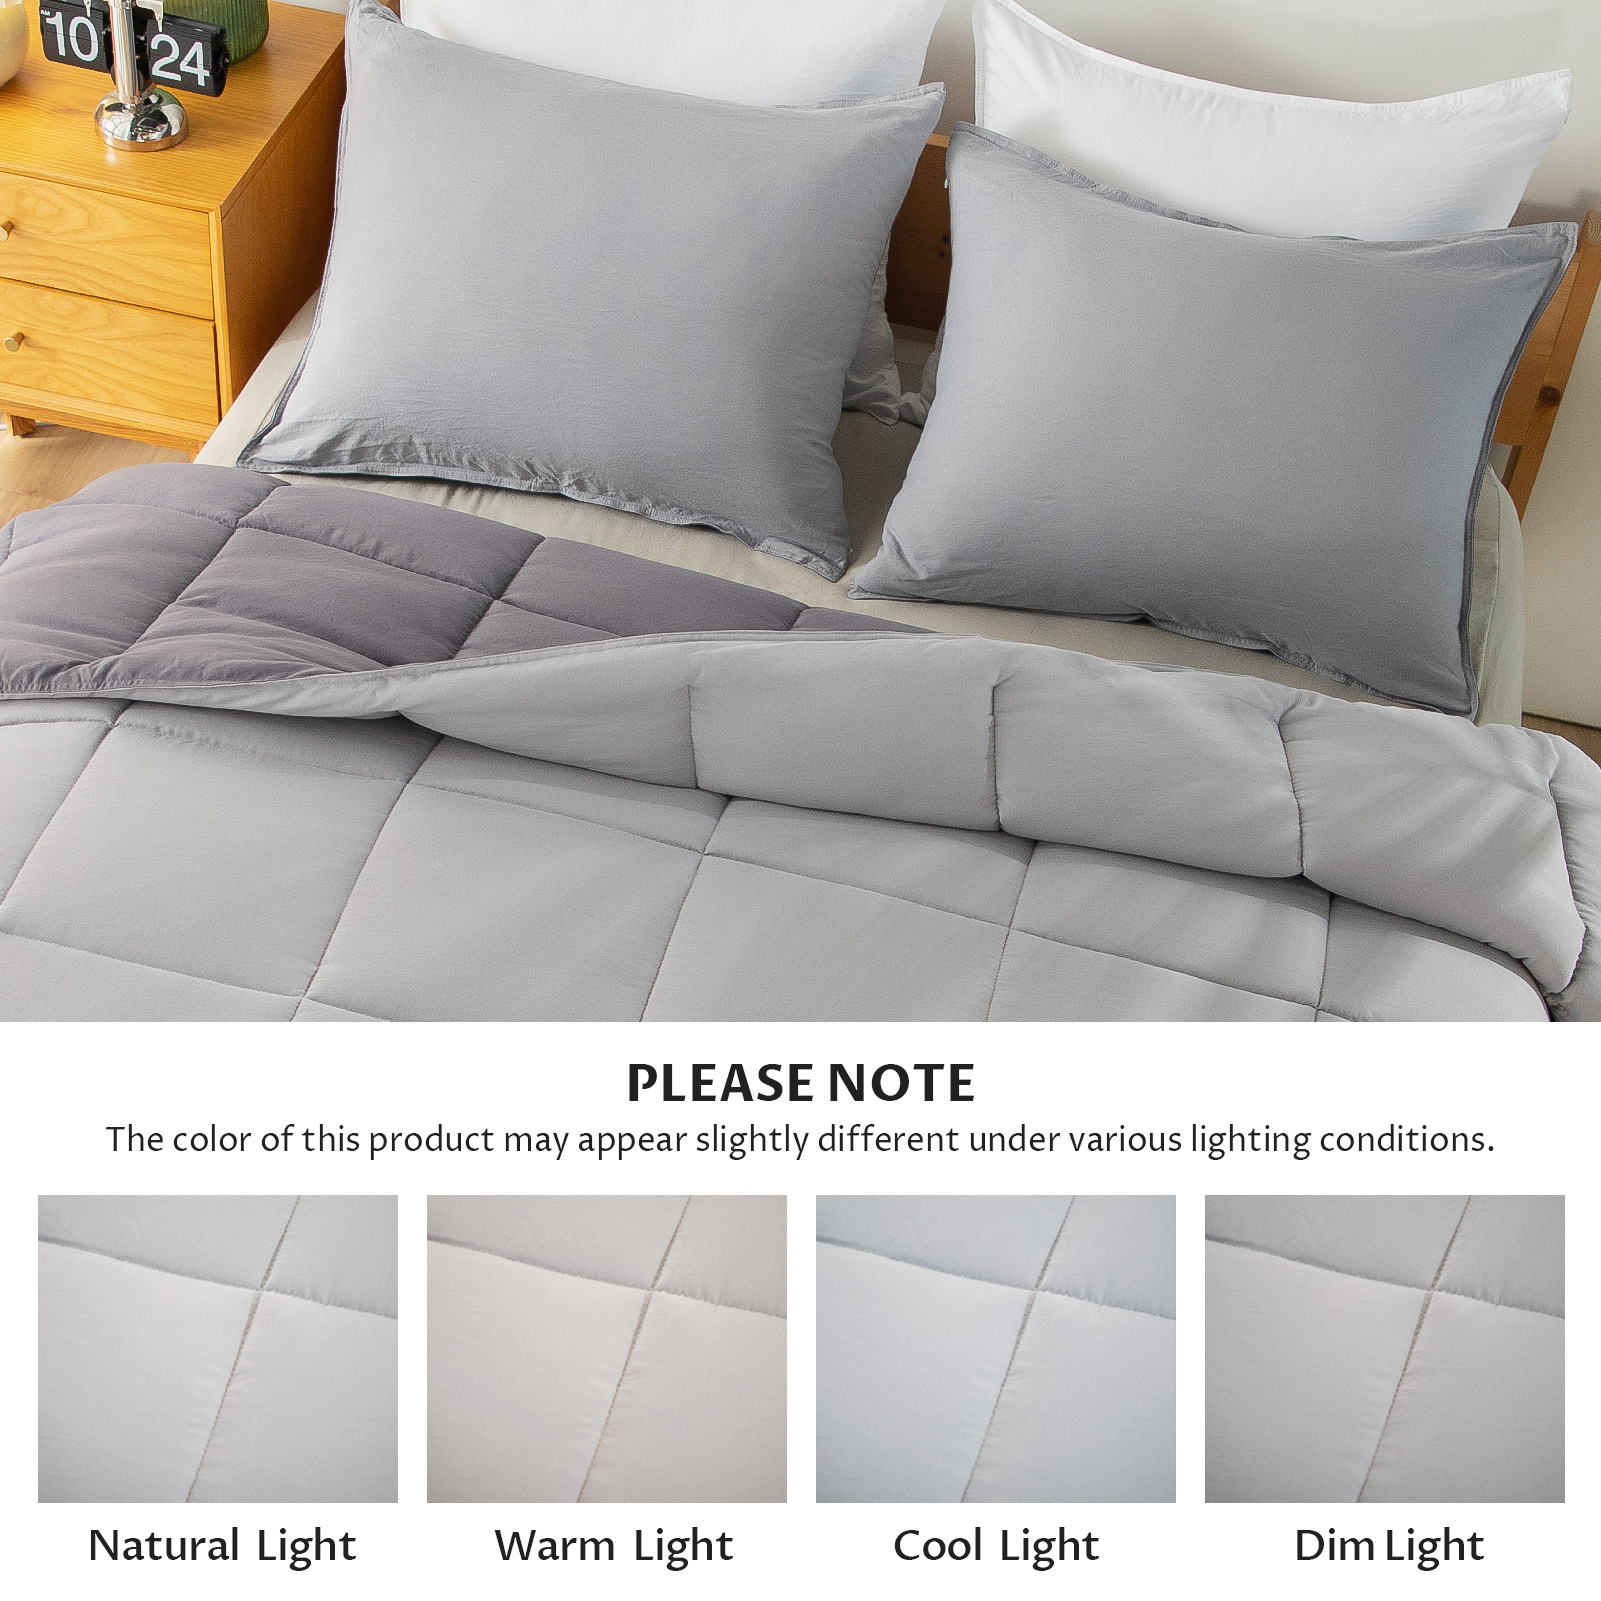 AM
10
24
PLEASE NOTE
The color of this product may appear slightly different under various lighting conditions.
Natural Light
Warm Light
Cool Light
Dim Light